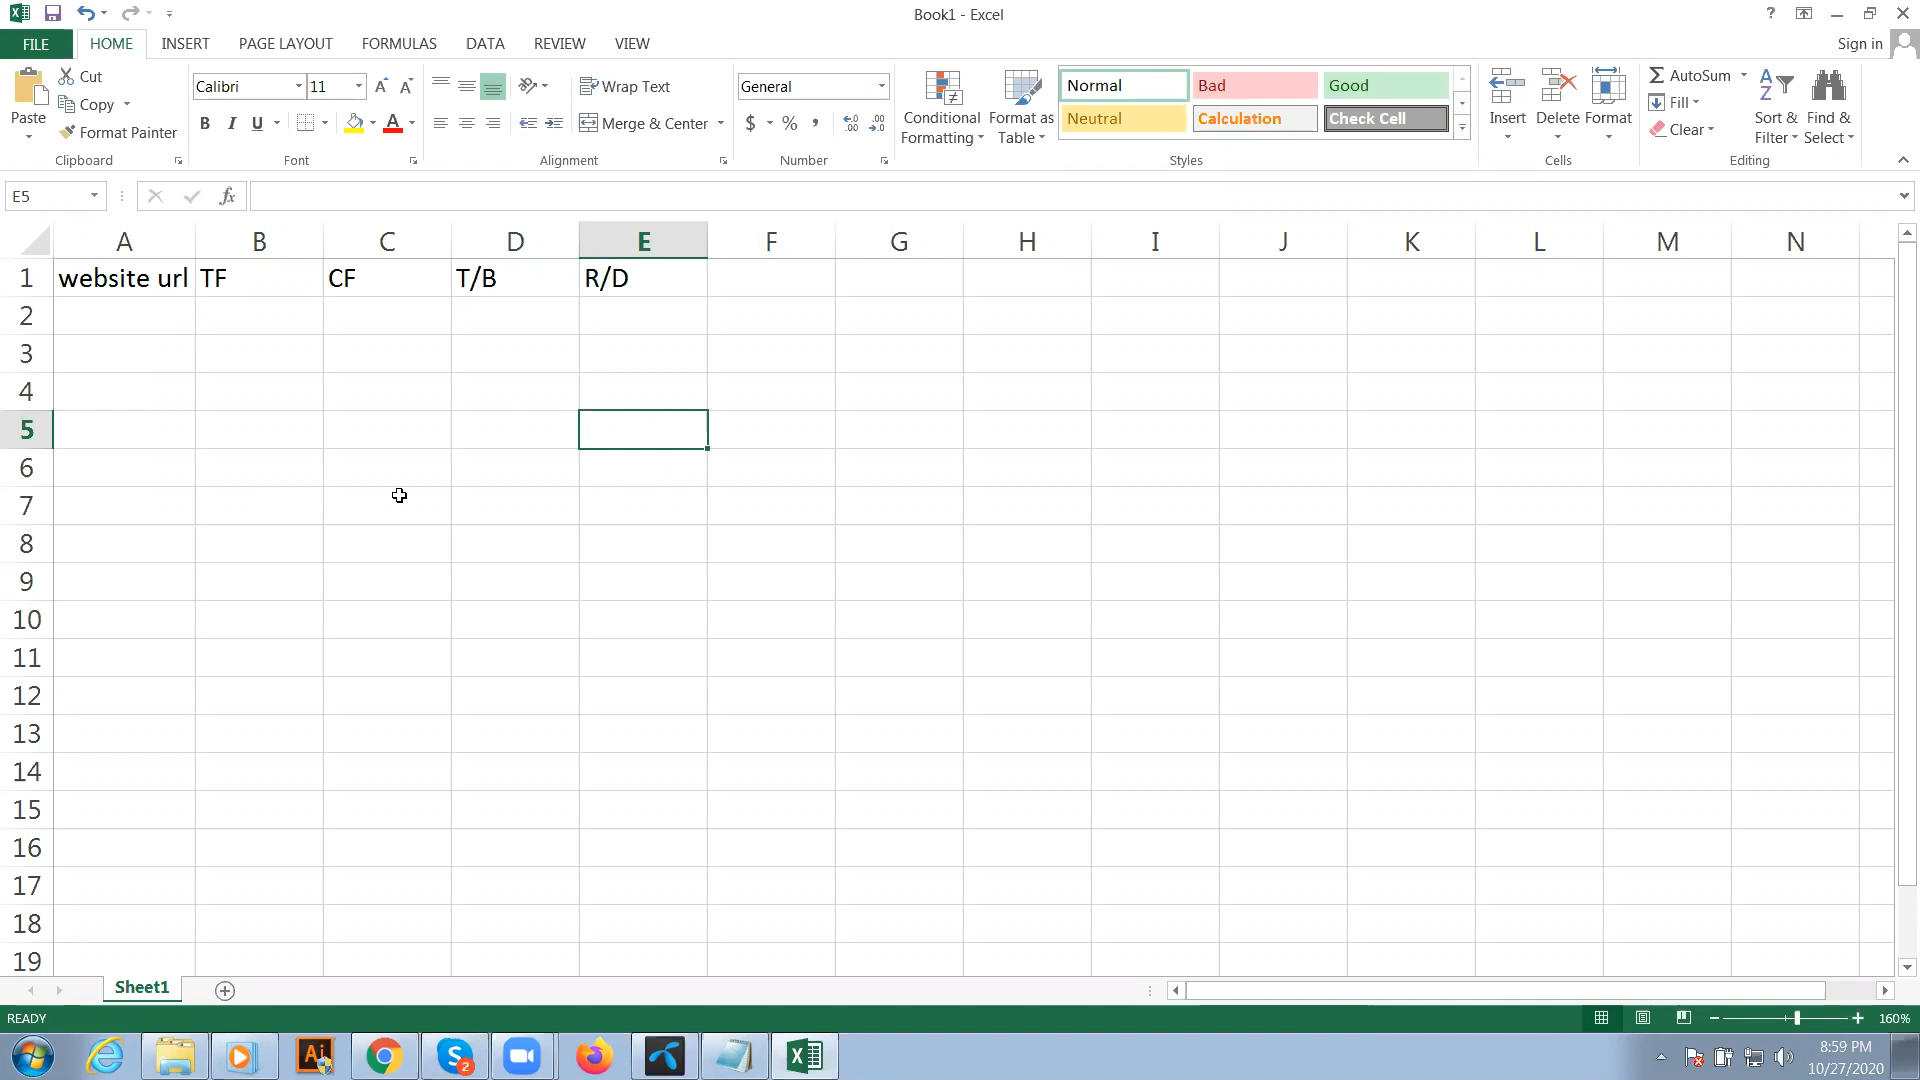 Book1 - Excel
FILE HOME INSERT PAGE LAYOUT FORMULAS DATA REVIEW VIEW Sign in
Paste
Cut
Copy
Format Painter
Clipboard
Calibri 11
B I U A
Font
Wrap Text
Merge & Center
Alignment
General
$ % ,
Number
Conditional Formatting
Format as Table
Normal Bad Good
Neutral Calculation Check Cell
Styles
Insert Delete Format
Cells
AutoSum
Fill
Clear
Sort & Filter
Find & Select
Editing
E5 fx
A B C D E F G H I J K L M N
1 website url TF CF T/B R/D
2
3
4
5
6
7
8
9
10
11
12
13
14
15
16
17
18
19
Sheet1
READY 160%
8:59 PM
10/27/2020